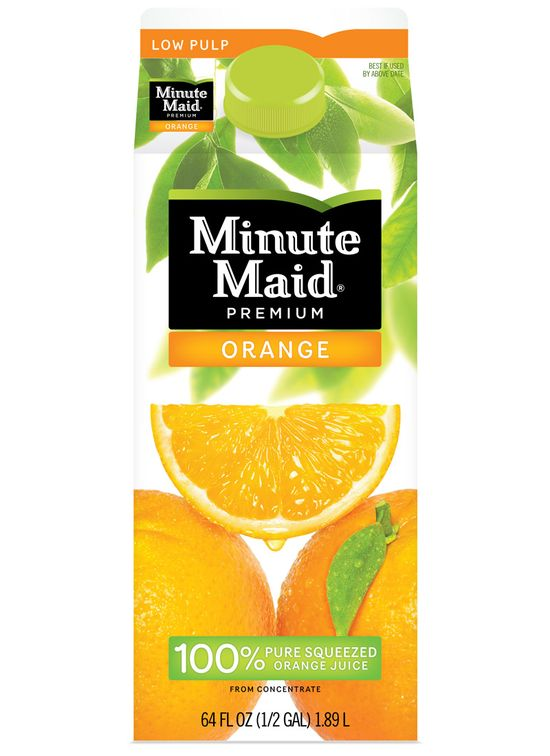 LOW PULP
BEST IF USED
BY ABOVE DATE
Minute
Maid
PREMIUM
ORANGE
Minute
Maid®
PREMIUM
ORANGE
100% PURE SQUEEZED
ORANGE JUICE
FROM CONCENTRATE
64 FL OZ (1/2 GAL) 1.89 L